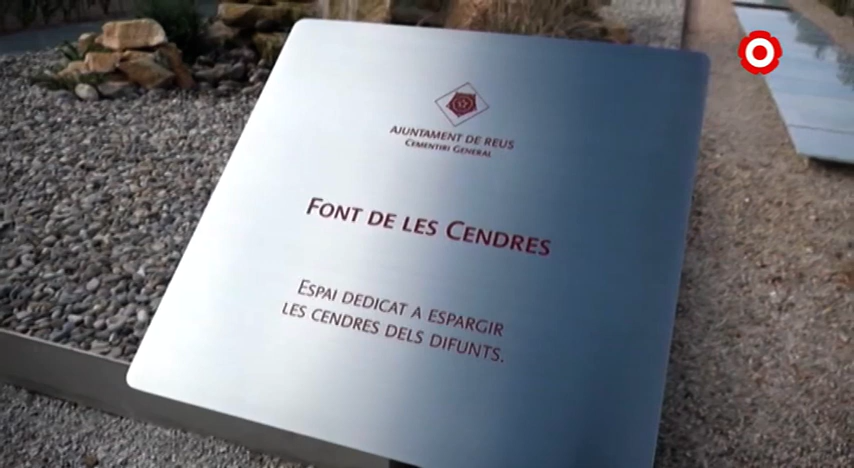 AJUNTAMENT DE REUS
CEMENTIRI GENERAL
FONT DE LES CENDRES
ESPAI DEDICAT A ESPARGIR
LES CENDRES DELS DIFUNTS.